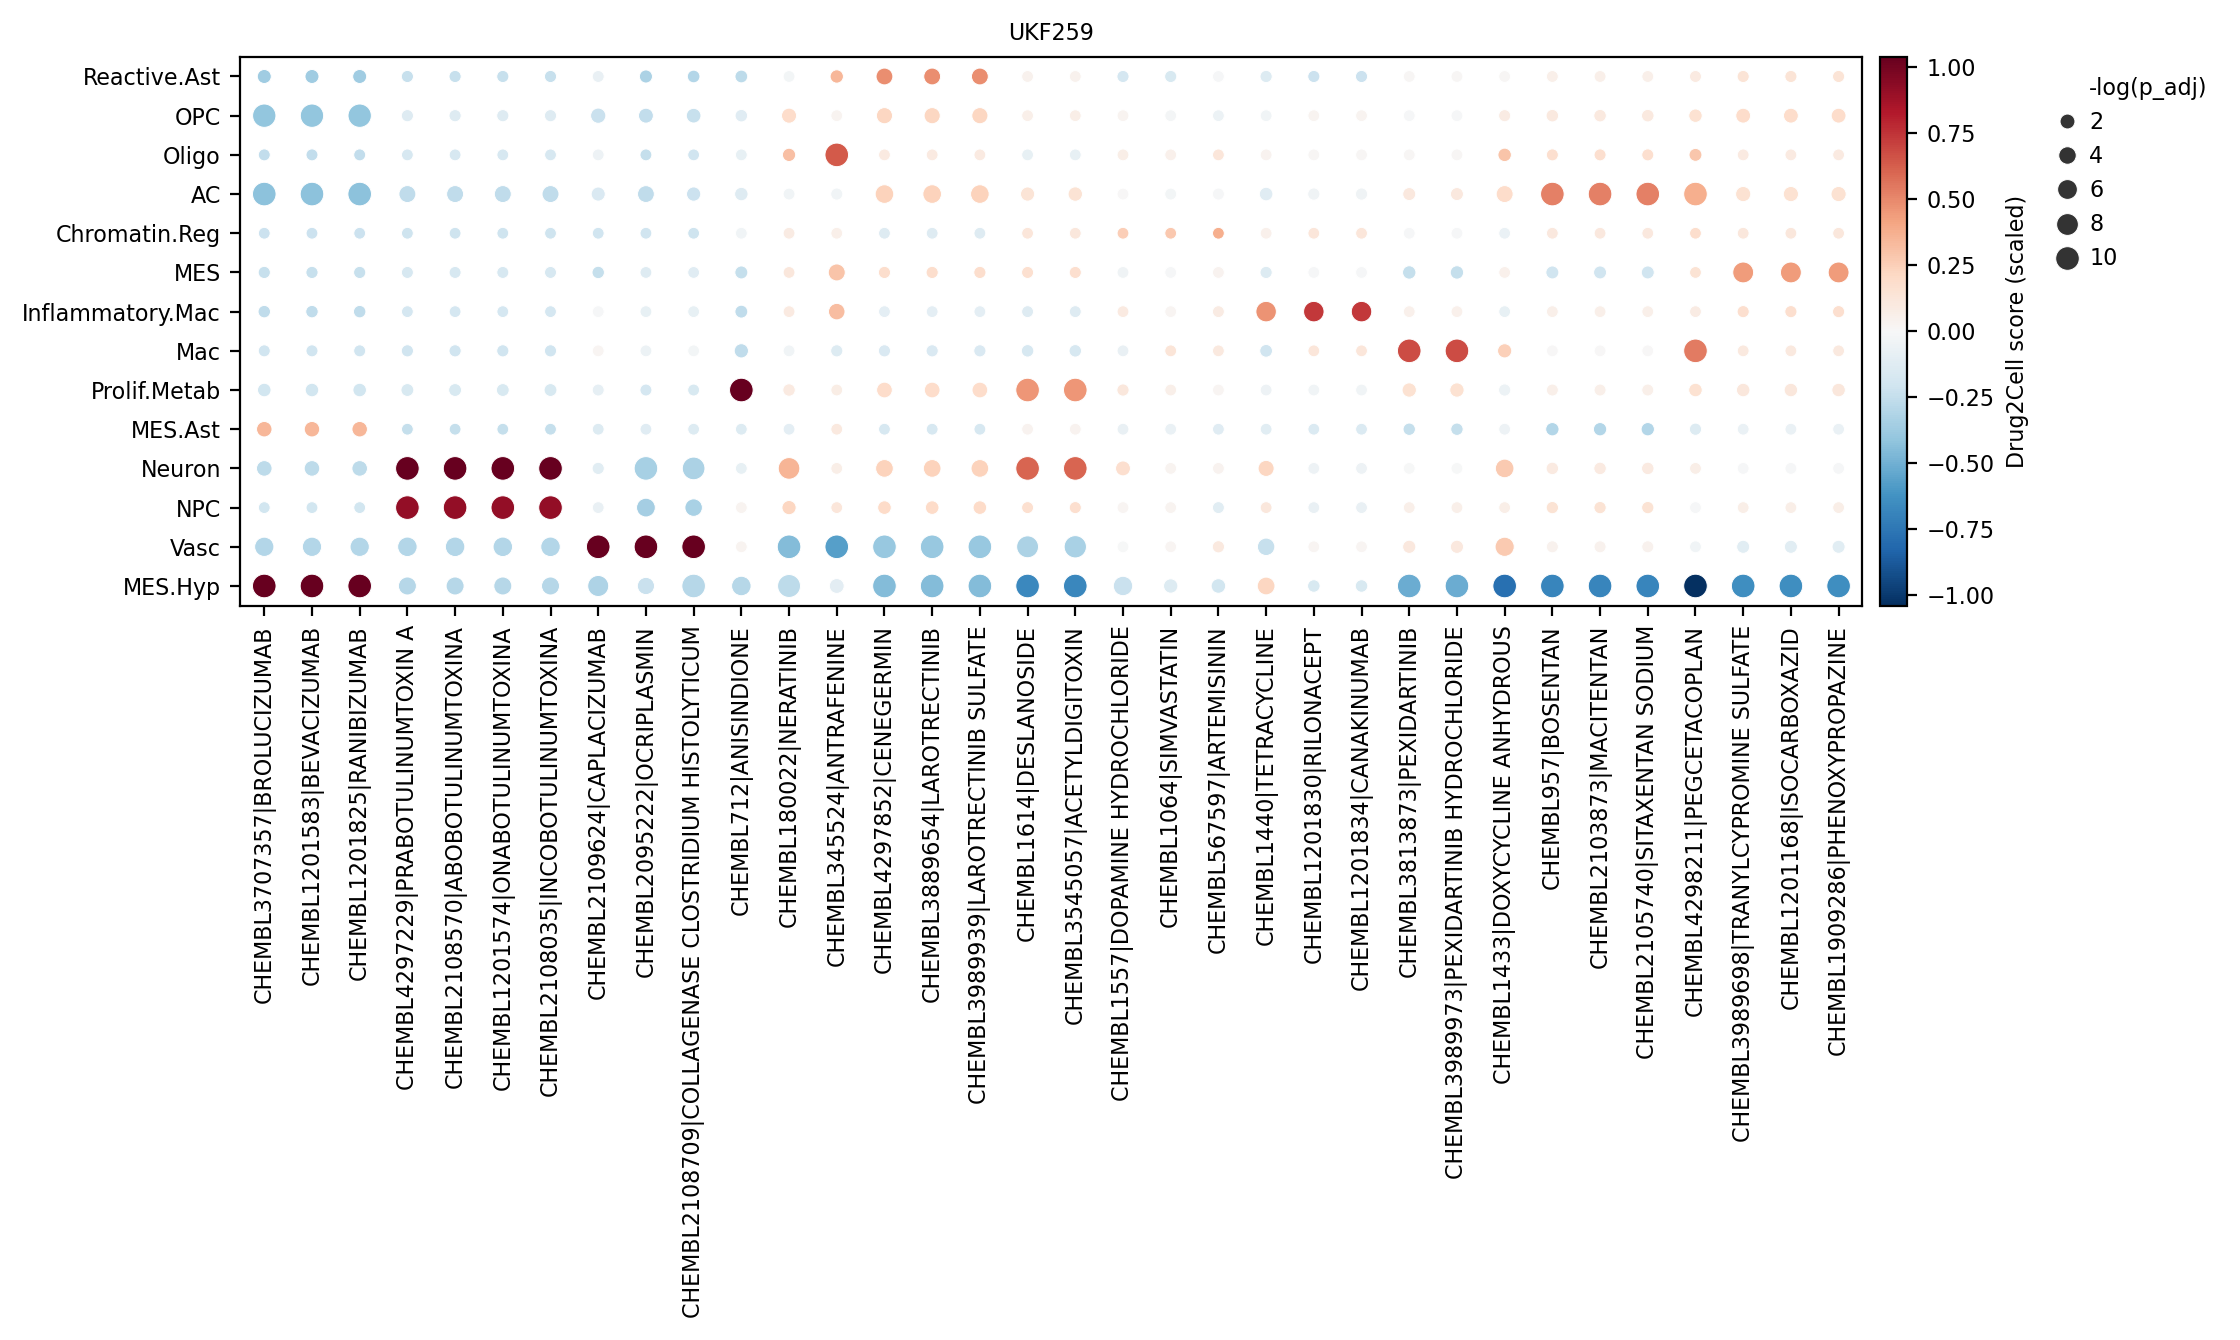 UKF259
Reactive.Ast
OPC
Oligo
AC
Chromatin.Reg
MES
Inflammatory.Mac
Mac
Prolif.Metab
MES.Ast
Neuron
NPC
Vasc
MES.Hyp
CHEMBL3707357|BROLUCIZUMAB
CHEMBL1201583|BEVACIZUMAB
CHEMBL1201825|RANIBIZUMAB
CHEMBL4297229|PRABOTULINUMTOXIN A
CHEMBL2108570|ABOBOTULINUMTOXINA
CHEMBL1201574|ONABOTULINUMTOXINA
CHEMBL2108035|INCOBOTULINUMTOXINA
CHEMBL2109624|CAPLACIZUMAB
CHEMBL2095222|OCRIPLASMIN
CHEMBL2108709|COLLAGENASE CLOSTRIDIUM HISTOLYTICUM
CHEMBL712|ANISINDIONE
CHEMBL180022|NERATINIB
CHEMBL345524|ANTRAFENINE
CHEMBL4297852|CENEGERMIN
CHEMBL3889654|LAROTRECTINIB
CHEMBL3989939|LAROTRECTINIB SULFATE
CHEMBL1614|DESLANOSIDE
CHEMBL3545057|ACETYLDIGITOXIN
CHEMBL1557|DOPAMINE HYDROCHLORIDE
CHEMBL1064|SIMVASTATIN
CHEMBL567597|ARTEMISININ
CHEMBL1440|TETRACYCLINE
CHEMBL1201830|RILONACEPT
CHEMBL1201834|CANAKINUMAB
CHEMBL3813873|PEXIDARTINIB
CHEMBL3989973|PEXIDARTINIB HYDROCHLORIDE
CHEMBL1433|DOXYCYCLINE ANHYDROUS
CHEMBL957|BOSENTAN
CHEMBL2103873|MACITENTAN
CHEMBL2105740|SITAXENTAN SODIUM
CHEMBL4298211|PEGCETACOPLAN
CHEMBL3989698|TRANYLCYPROMINE SULFATE
CHEMBL1201168|ISOCARBOXAZID
CHEMBL1909286|PHENOXYPROPAZINE
1.00
0.75
0.50
0.25
0.00
−0.25
−0.50
−0.75
−1.00
Drug2Cell score (scaled)
-log(p_adj)
2
4
6
8
10